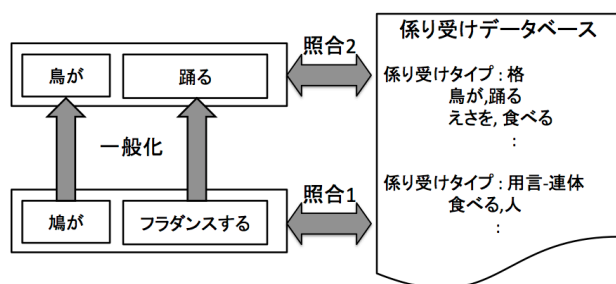 鳥が
踊る
照合2
一般化
鳩が
フラダンスする
照合1
係り受けデータベース
係り受けタイプ：格
鳥が,踊る
えさを, 食べる
：
係り受けタイプ：用言-連体
食べる,人
：